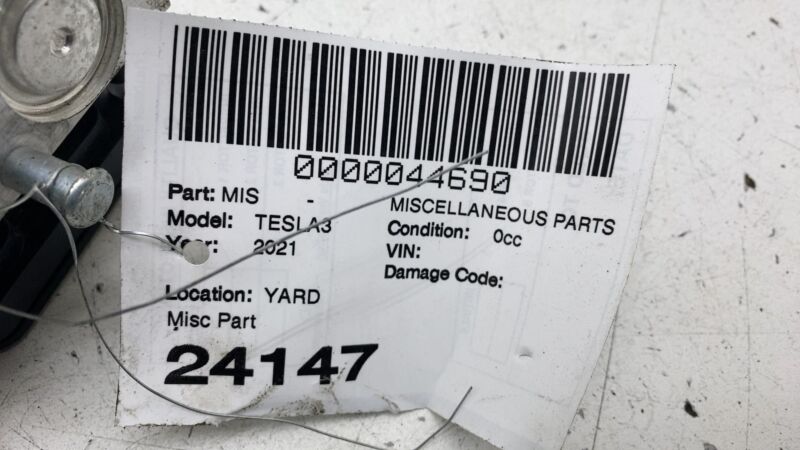 0000044690
Part: MIS - MISCELLANEOUS PARTS
Model: TESLA3 Condition: 0cc
Year: 2021 VIN:
Damage Code:
Location: YARD
Misc Part
24147